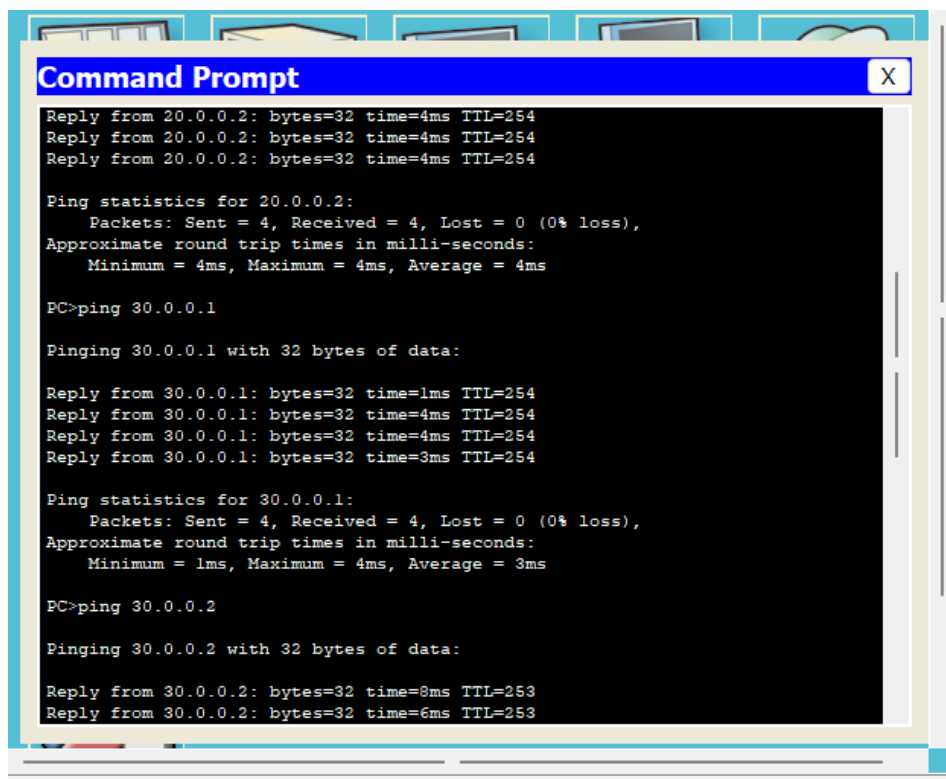 Command Prompt
X
Reply from 20.0.0.2: bytes=32 time=4ms TTL=254
Reply from 20.0.0.2: bytes=32 time=4ms TTL=254
Reply from 20.0.0.2: bytes=32 time=4ms TTL=254
Ping statistics for 20.0.0.2:
Packets: Sent = 4, Received = 4, Lost = 0 (0% loss),
Approximate round trip times in milli-seconds:
Minimum = 4ms, Maximum = 4ms, Average = 4ms
PC>ping 30.0.0.1
Pinging 30.0.0.1 with 32 bytes of data:
Reply from 30.0.0.1: bytes=32 time=1ms TTL=254
Reply from 30.0.0.1: bytes=32 time=4ms TTL=254
Reply from 30.0.0.1: bytes=32 time=4ms TTL=254
Reply from 30.0.0.1: bytes=32 time=3ms TTL=254
Ping statistics for 30.0.0.1:
Packets: Sent = 4, Received = 4, Lost = 0 (0% loss),
Approximate round trip times in milli-seconds:
Minimum = 1ms, Maximum = 4ms, Average = 3ms
PC>ping 30.0.0.2
Pinging 30.0.0.2 with 32 bytes of data:
Reply from 30.0.0.2: bytes=32 time=8ms TTL=253
Reply from 30.0.0.2: bytes=32 time=6ms TTL=253